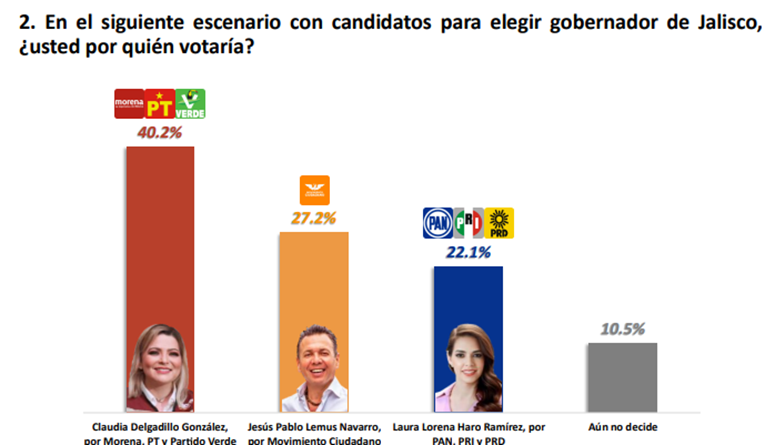 2. En el siguiente escenario con candidatos para elegir gobernador de Jalisco,
¿usted por quién votaría?
morena
PT
VERDE
40.2%
27.2%
PAN
PRI
PRD
22.1%
10.5%
Claudia Delgadillo González,
por Morena, PT y Partido Verde
Jesús Pablo Lemus Navarro,
por Movimiento Ciudadano
Laura Lorena Haro Ramírez, por
PAN, PRI y PRD
Aún no decide